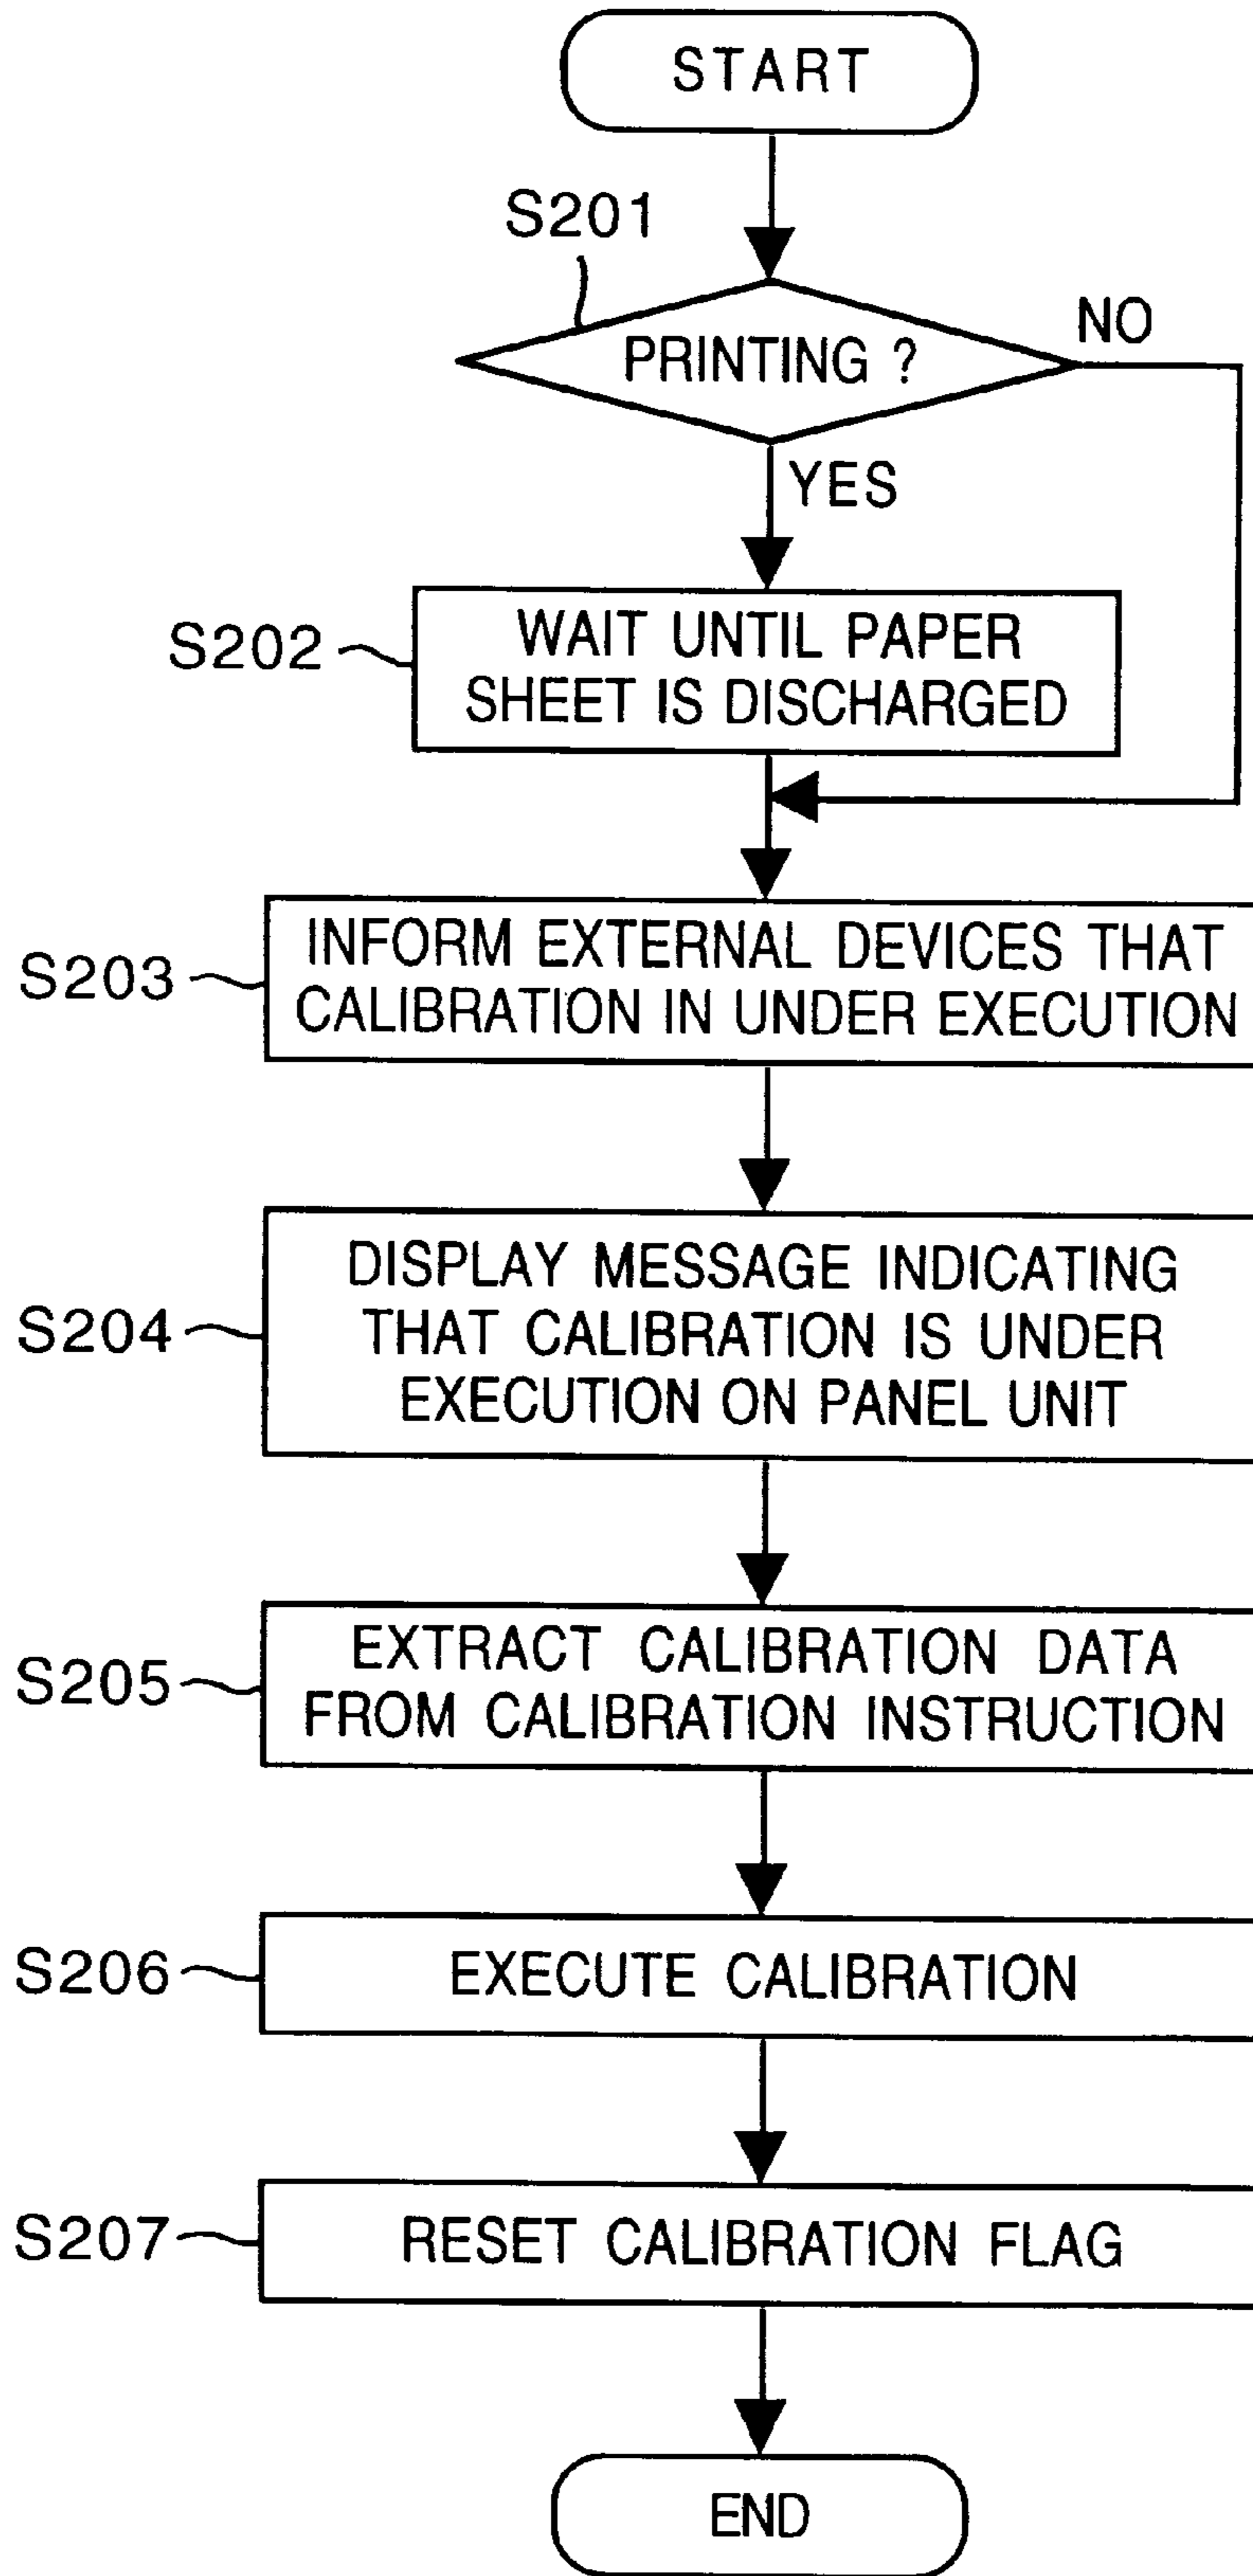 START
S201
PRINTING ?
NO
YES
S202
WAIT UNTIL PAPER
SHEET IS DISCHARGED
S203
INFORM EXTERNAL DEVICES THAT
CALIBRATION IN UNDER EXECUTION
S204
DISPLAY MESSAGE INDICATING
THAT CALIBRATION IS UNDER
EXECUTION ON PANEL UNIT
S205
EXTRACT CALIBRATION DATA
FROM CALIBRATION INSTRUCTION
S206
EXECUTE CALIBRATION
S207
RESET CALIBRATION FLAG
END